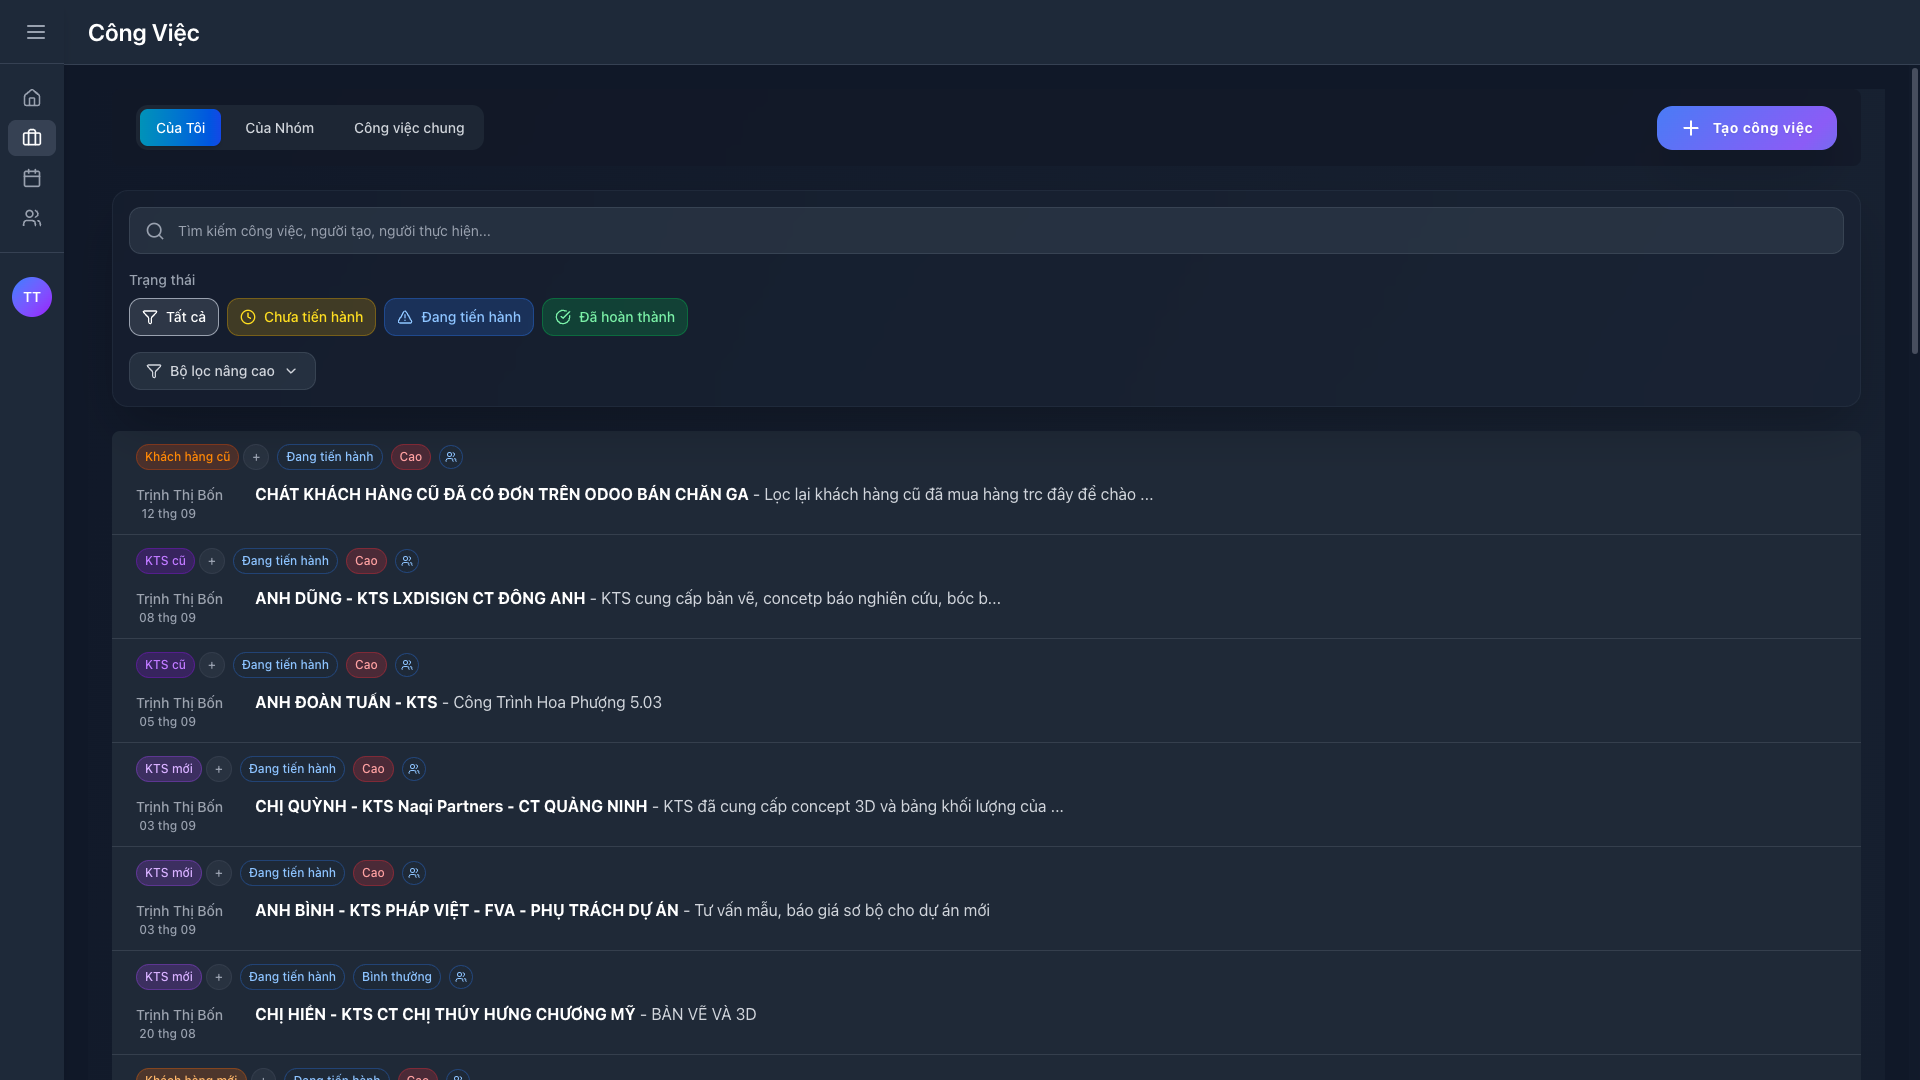 Công Việc
Của Tôi Của Nhóm Công việc chung
Tạo công việc
Tìm kiếm công việc, người tạo, người thực hiện...
Trạng thái
TT
Tất cả Chưa tiến hành Đang tiến hành Đã hoàn thành
Bộ lọc nâng cao
Khách hàng cũ + Đang tiến hành Cao
Trịnh Thị Bốn CHÁT KHÁCH HÀNG CŨ ĐÃ CÓ ĐƠN TRÊN ODOO BÁN CHĂN GA - Lọc lại khách hàng cũ đã mua hàng trc đây để chào ...
12 thg 09
KTS cũ + Đang tiến hành Cao
Trịnh Thị Bốn ANH DŨNG - KTS LXDISIGN CT ĐÔNG ANH - KTS cung cấp bản vẽ, concetp báo nghiên cứu, bóc b...
08 thg 09
KTS cũ + Đang tiến hành Cao
Trịnh Thị Bốn ANH ĐOÀN TUẤN - KTS - Công Trình Hoa Phượng 5.03
05 thg 09
KTS mới + Đang tiến hành Cao
Trịnh Thị Bốn CHỊ QUỲNH - KTS Naqi Partners - CT QUẢNG NINH - KTS đã cung cấp concept 3D và bảng khối lượng của ...
03 thg 09
KTS mới + Đang tiến hành Cao
Trịnh Thị Bốn ANH BÌNH - KTS PHÁP VIỆT - FVA - PHỤ TRÁCH DỰ ÁN - Tư vấn mẫu, báo giá sơ bộ cho dự án mới
03 thg 09
KTS mới + Đang tiến hành Bình thường
Trịnh Thị Bốn CHỊ HIỀN - KTS CT CHỊ THÚY HƯNG CHƯƠNG MỸ - BẢN VẼ VÀ 3D
20 thg 08
Khách hàng mới + Đang tiến hành Cao